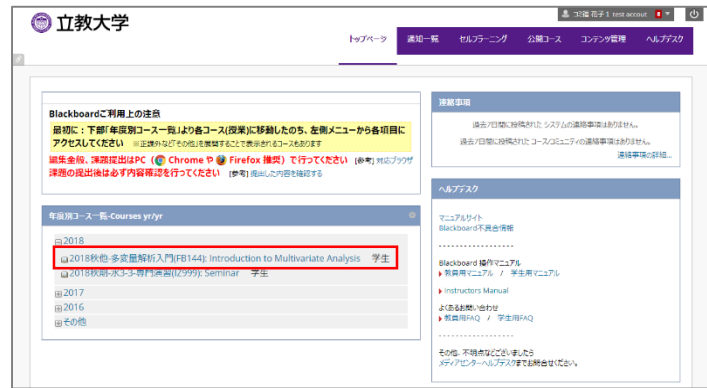 立教大学
コミ福 花子1 test accout
トップページ 通知一覧 セルフラーニング 公開コース コンテンツ管理 ヘルプデスク
Blackboardご利用上の注意
最初に:下部「年度別コース一覧」より各コース(授業)に移動したのち、左側メニューから各項目に
アクセスしてください ※正課外など「その他」を展開することで表示されるコースもあります
編集全般、課題提出はPC(Chrome や Firefox 推奨)で行ってください [参考] 対応ブラウザ
課題の提出後は必ず内容確認を行ってください [参考] 提出した内容を確認する
年度別コース一覧-Courses yr/yr
2018
2018秋他-多変量解析入門(FB144): Introduction to Multivariate Analysis 学生
2018秋期-水3-3-専門演習(IZ999): Seminar 学生
2017
2016
その他
連絡事項
過去7日間に投稿された システムの連絡事項はありません。
過去7日間に投稿された コース/コミュニティの連絡事項はありません。
連絡事項の詳細...
ヘルプデスク
マニュアルサイト
Blackboard不具合情報
------------------
Blackboard 操作マニュアル
教員用マニュアル / 学生用マニュアル
Instructors Manual
よくあるお問い合わせ
教員用FAQ / 学生用FAQ
------------------
その他、不明点などございましたら
メディアセンターヘルプデスクまでお問合せください。